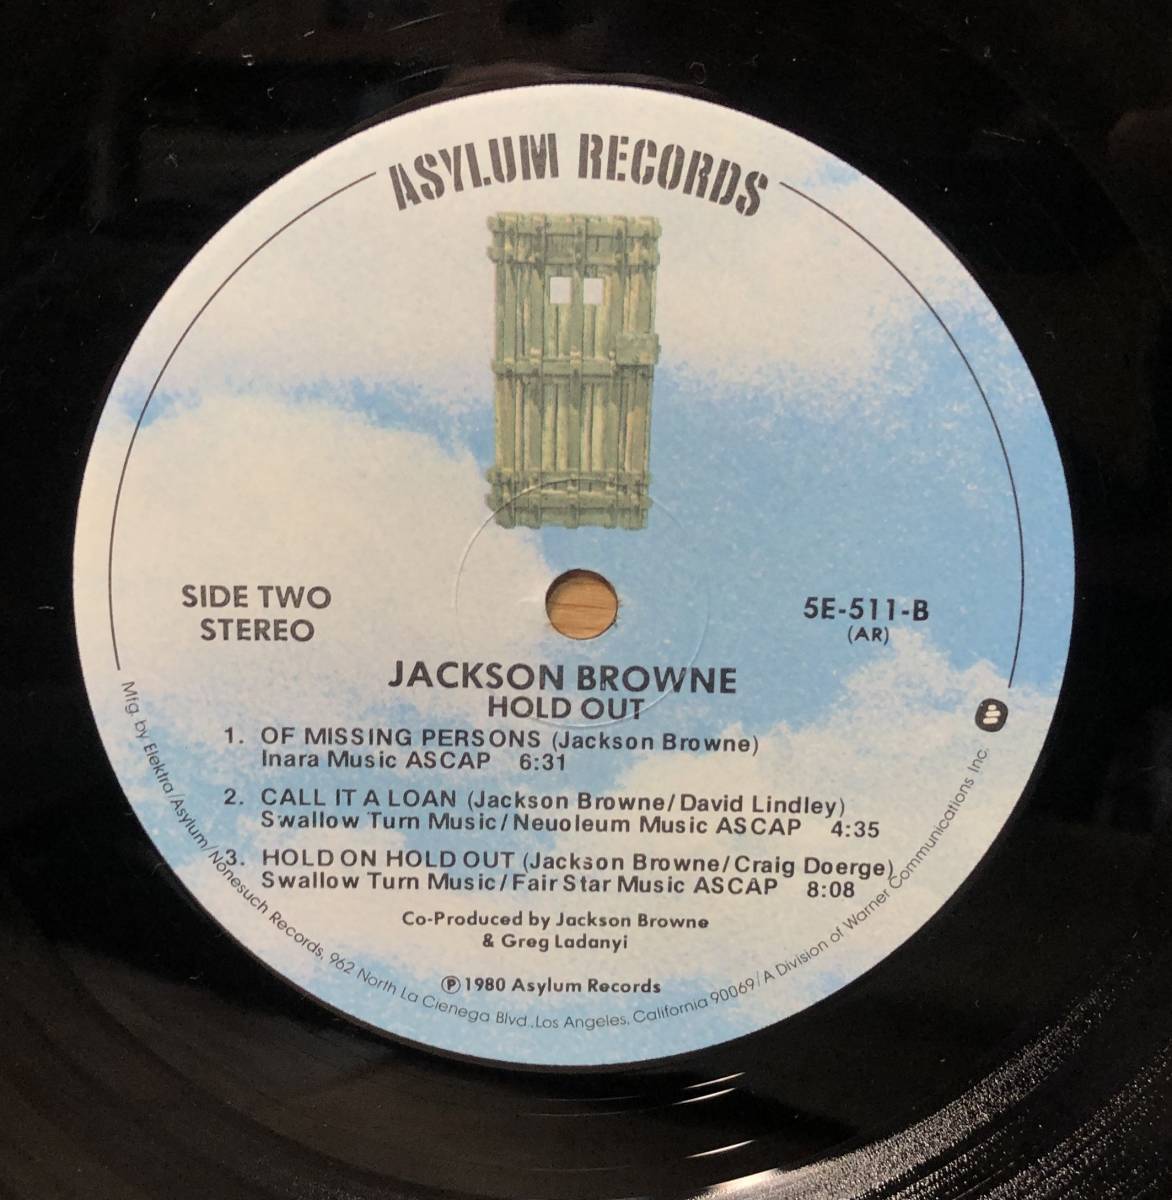 ASYLUM RECORDS
SIDE TWO
STEREO
5E-511-B
(AR)
JACKSON BROWNE
HOLD OUT
1. OF MISSING PERSONS (Jackson Browne)
Inara Music ASCAP 6:31
2. CALL IT A LOAN (Jackson Browne/David Lindley)
Swallow Turn Music/Neuoleum Music ASCAP 4:35
3. HOLD ON HOLD OUT (Jackson Browne/Craig Doerge)
Swallow Turn Music/Fair Star Music ASCAP 8:08
Co-Produced by Jackson Browne
& Greg Ladanyi
℗1980 Asylum Records
Mfg. by Elektra/Asylum/Nonesuch Records, 962 North La Cienega Blvd., Los Angeles, California 90069/A Division of Warner Communications Inc.